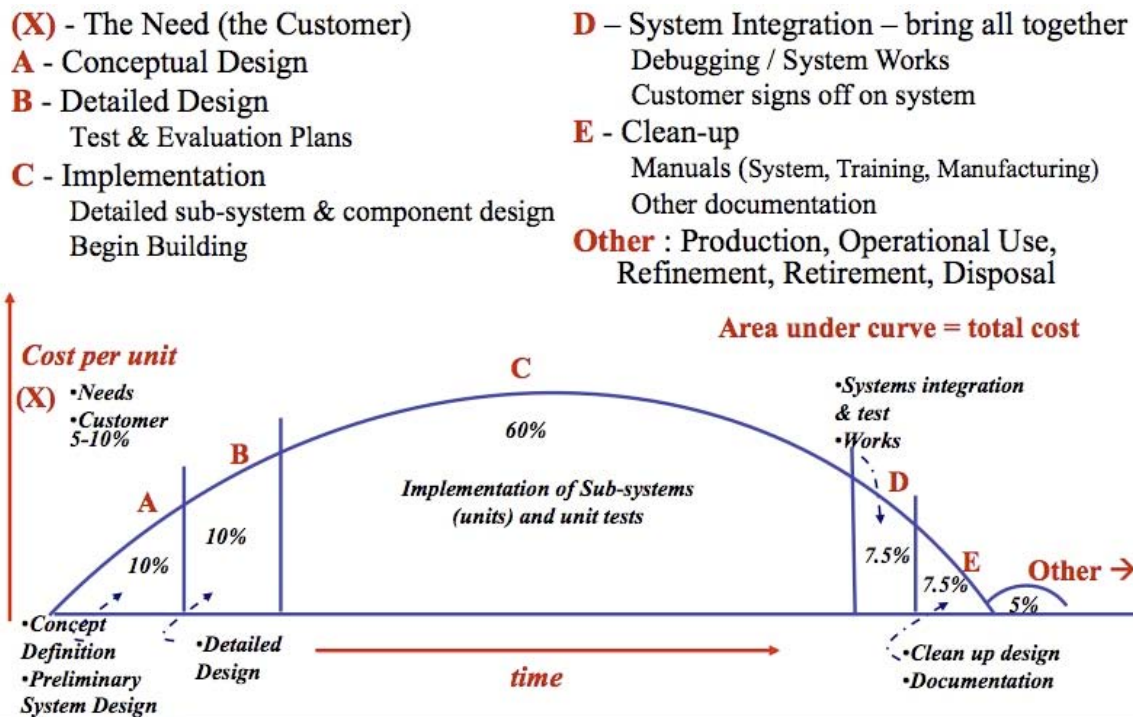 (X) - The Need (the Customer)
A - Conceptual Design
B - Detailed Design
Test & Evaluation Plans
C - Implementation
Detailed sub-system & component design
Begin Building
D – System Integration – bring all together
Debugging / System Works
Customer signs off on system
E - Clean-up
Manuals (System, Training, Manufacturing)
Other documentation
Other : Production, Operational Use,
Refinement, Retirement, Disposal
Area under curve = total cost
Cost per unit
(X)
•Needs
•Customer
5-10%
A
10%
B
10%
C
60%
Implementation of Sub-systems
(units) and unit tests
•Systems integration
& test
•Works
D
7.5%
E
7.5%
Other →
5%
•Concept
Definition
•Preliminary
System Design
•Detailed
Design
time
•Clean up design
•Documentation